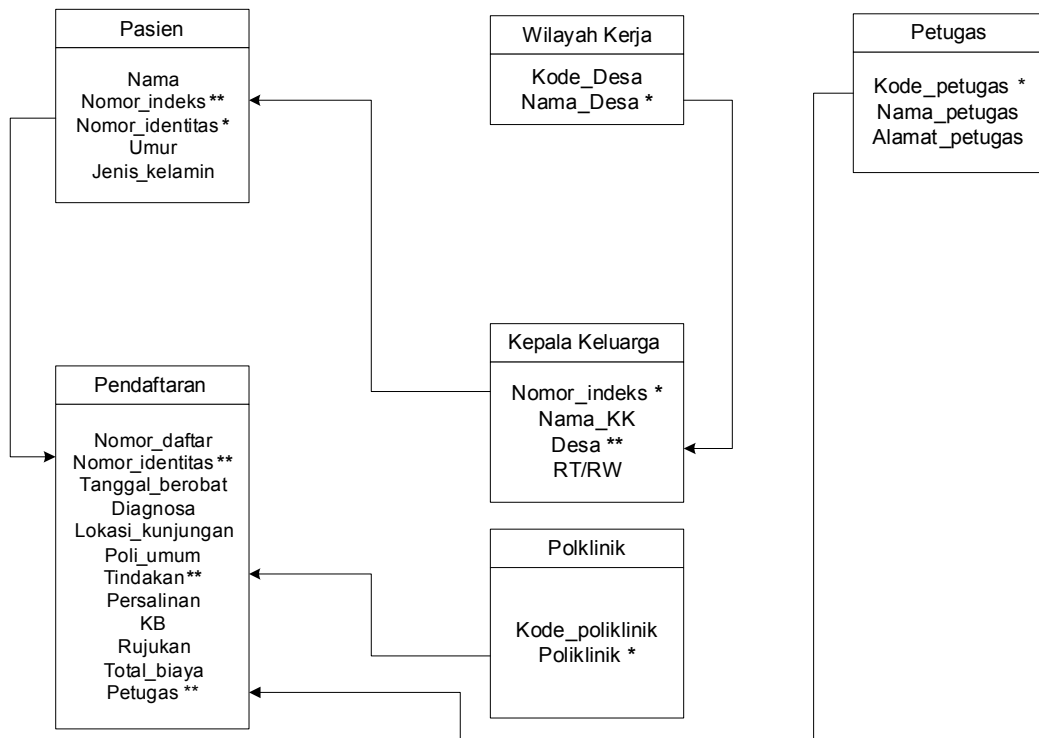 Pasien
Nama
Nomor_indeks **
Nomor_identitas *
Umur
Jenis_kelamin
Wilayah Kerja
Kode_Desa
Nama_Desa *
Petugas
Kode_petugas *
Nama_petugas
Alamat_petugas
Pendaftaran
Nomor_daftar
Nomor_identitas **
Tanggal_berobat
Diagnosa
Lokasi_kunjungan
Poli_umum
Tindakan **
Persalinan
KB
Rujukan
Total_biaya
Petugas **
Kepala Keluarga
Nomor_indeks *
Nama_KK
Desa **
RT/RW
Polklinik
Kode_poliklinik
Poliklinik *